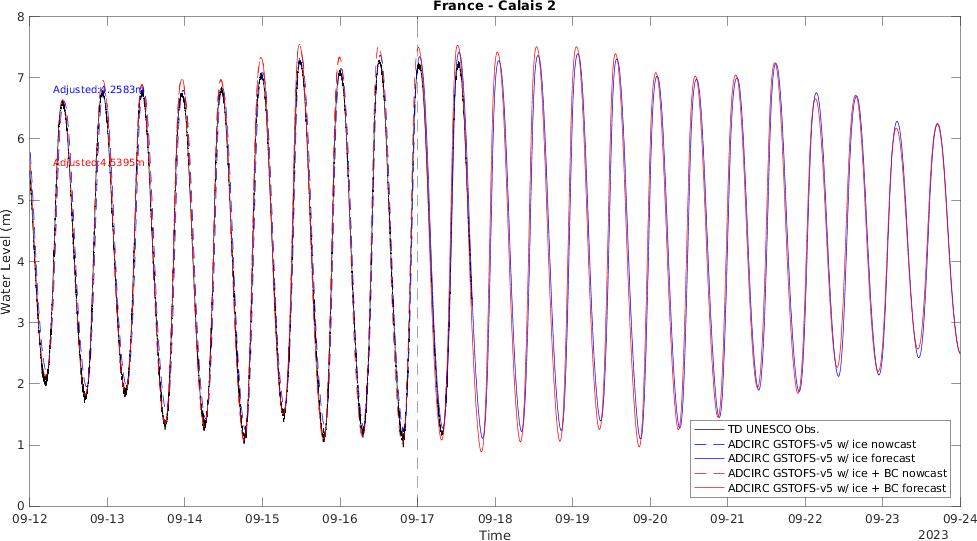 France - Calais 2
8
7
6
5
4
3
2
1
0
Water Level (m)
Adjusted:4.2583m
Adjusted:4.5395m
TD UNESCO Obs.
ADCIRC GSTOFS-v5 w/ ice nowcast
ADCIRC GSTOFS-v5 w/ ice forecast
ADCIRC GSTOFS-v5 w/ ice + BC nowcast
ADCIRC GSTOFS-v5 w/ ice + BC forecast
09-12 09-13 09-14 09-15 09-16 09-17 09-18 09-19 09-20 09-21 09-22 09-23 09-24
Time
2023